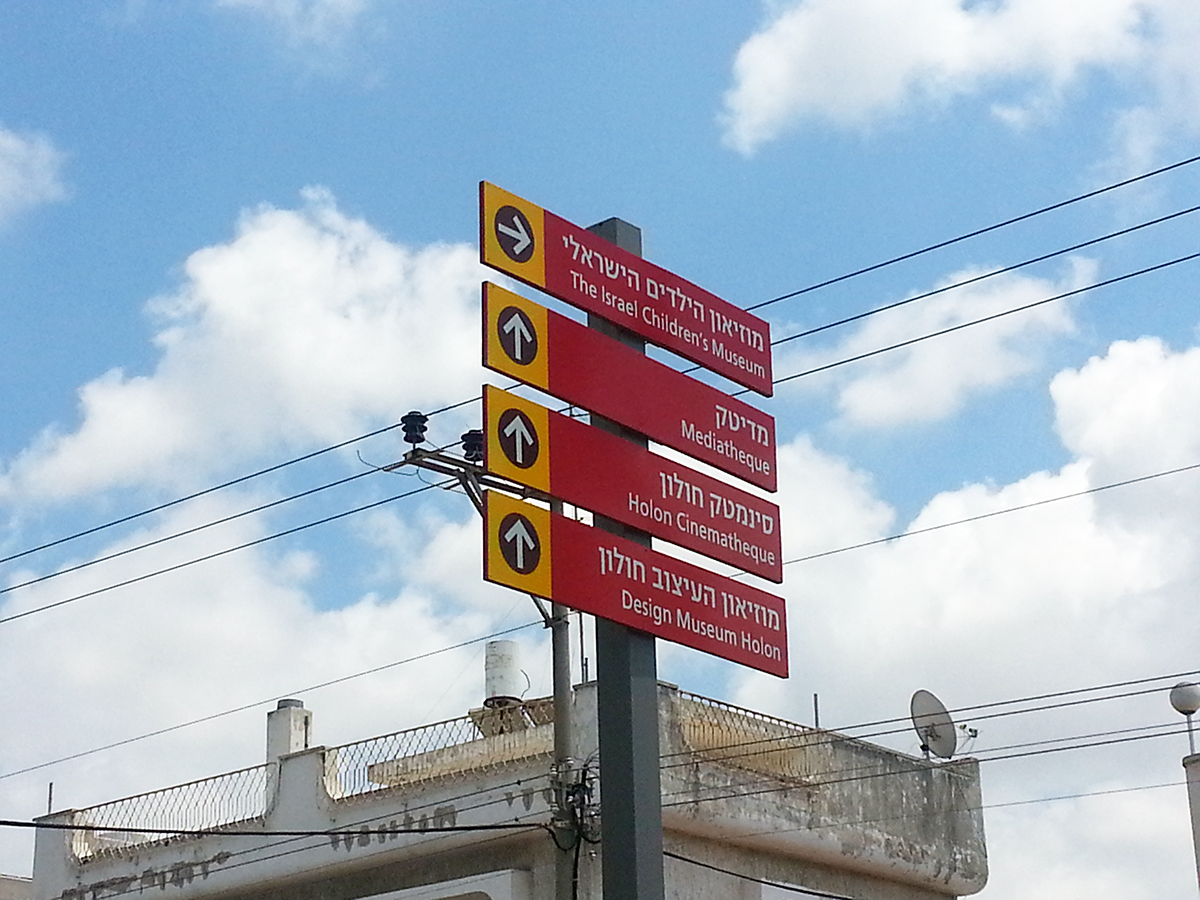 מוזיאון הילדים הישראלי
The Israel Children's Museum
מדיטק
Mediatheque
סינמטק חולון
Holon Cinematheque
מוזיאון העיצוב חולון
Design Museum Holon